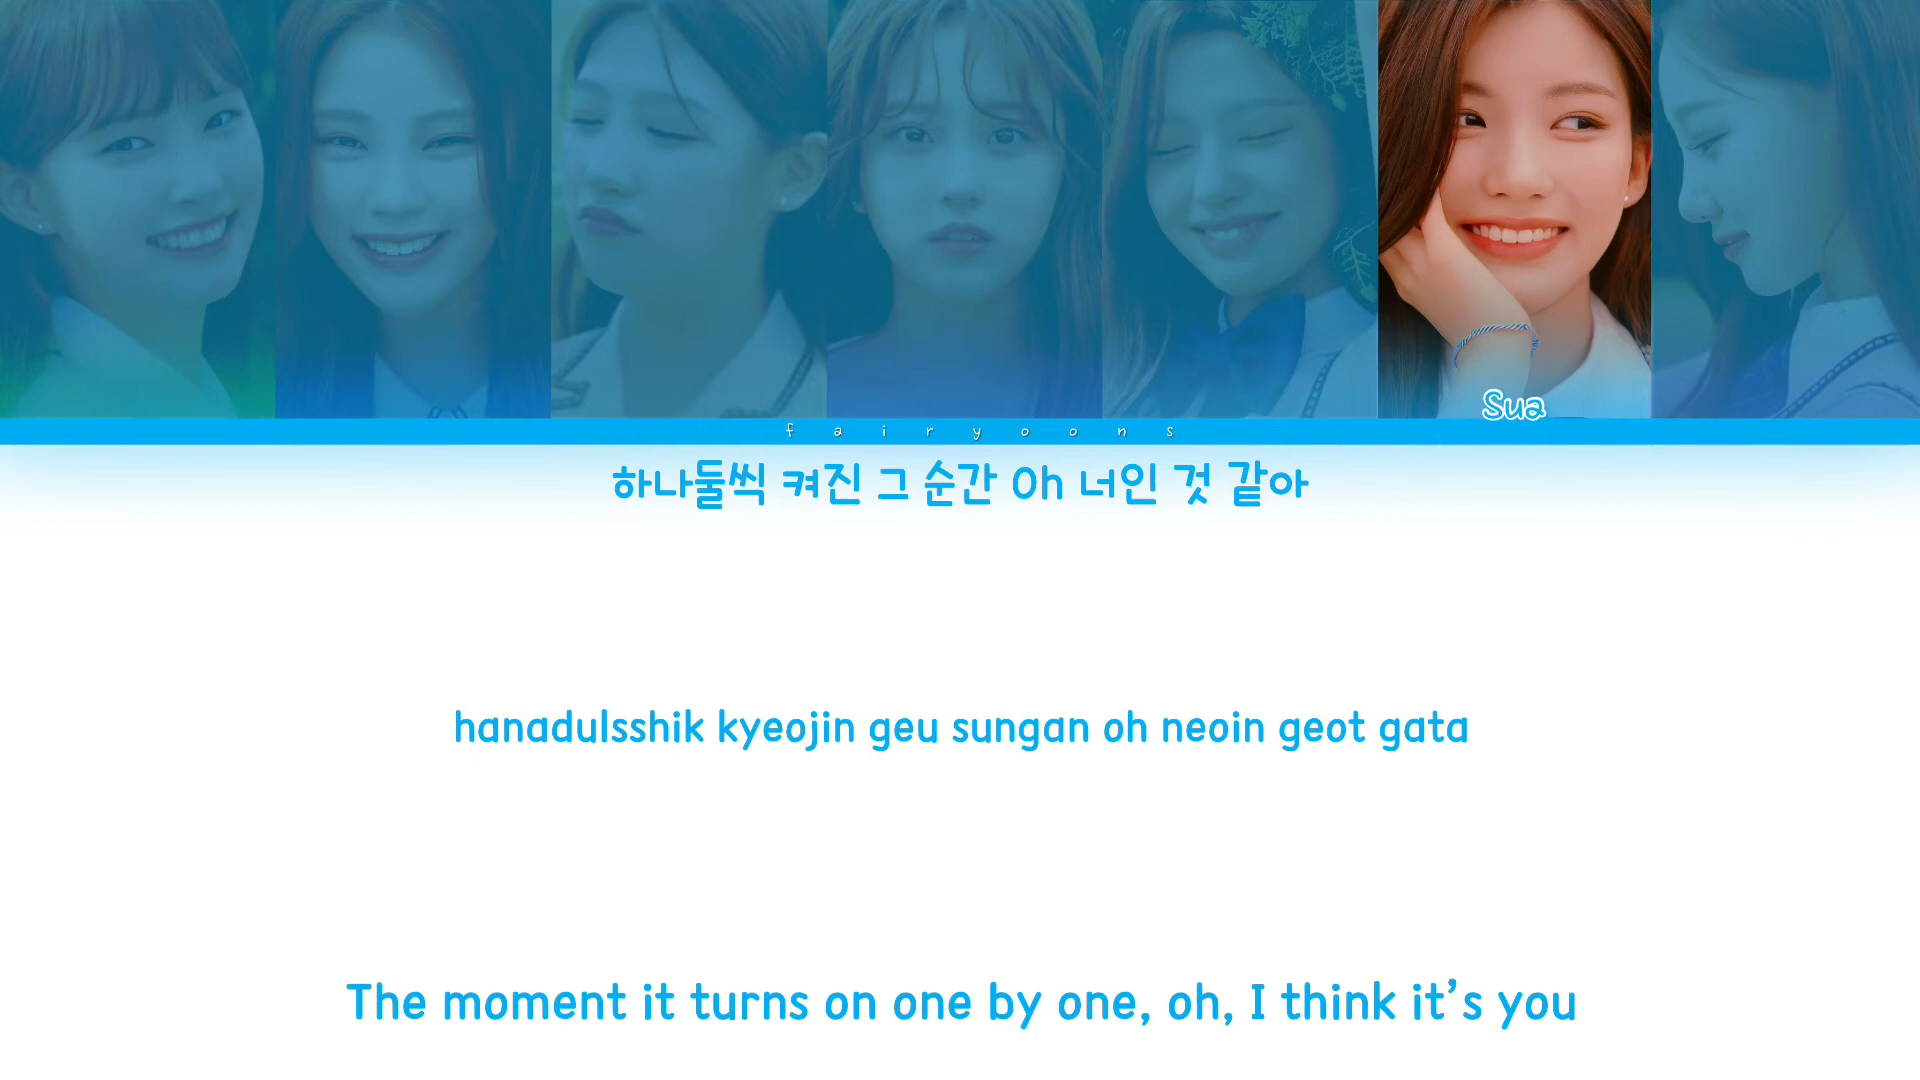 Sua
fairyoons
하나둘씩 켜진 그 순간 Oh 너인 것 같아
hanadulsshik kyeojin geu sungan oh neoin geot gata
The moment it turns on one by one, oh, I think it’s you